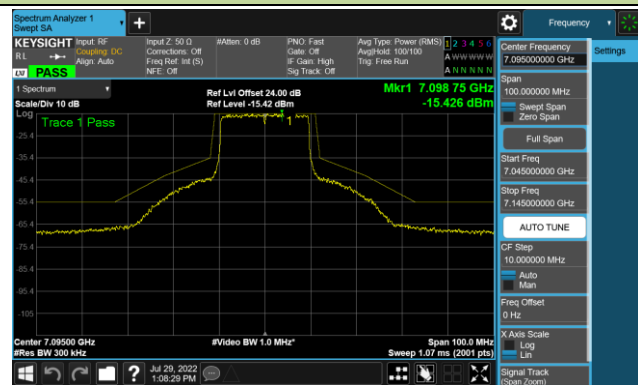 Spectrum Analyzer 1
Swept SA
Frequency
KEYSIGHT
RL
LXI
PASS
Input: RF
Coupling: DC
Align: Auto
Input Z: 50 Ω
Corrections: Off
Freq Ref: Int (S)
NFE: Off
#Atten: 0 dB
PNO: Fast
Gate: Off
IF Gain: High
Sig Track: Off
Avg Type: Power (RMS)
Avg|Hold: 100/100
Trig: Free Run
1 2 3 4 5 6
A W W W W W
A N N N N N
1 Spectrum
Scale/Div 10 dB
Ref Lvl Offset 24.00 dB
Ref Level -15.42 dBm
Mkr1 7.098 75 GHz
-15.426 dBm
Log
Trace 1 Pass
1
-25.4
-35.4
-45.4
-55.4
-65.4
-75.4
-85.4
-95.4
-105
Center 7.09500 GHz
#Res BW 300 kHz
#Video BW 1.0 MHz*
Span 100.0 MHz
Sweep 1.07 ms (2001 pts)
Jul 29, 2022
1:08:29 PM
Center Frequency
7.095000000 GHz
Settings
Span
100.000000 MHz
Swept Span
Zero Span
Full Span
Start Freq
7.045000000 GHz
Stop Freq
7.145000000 GHz
AUTO TUNE
CF Step
10.000000 MHz
Auto
Man
Freq Offset
0 Hz
X Axis Scale
Log
Lin
Signal Track
(Span Zoom)